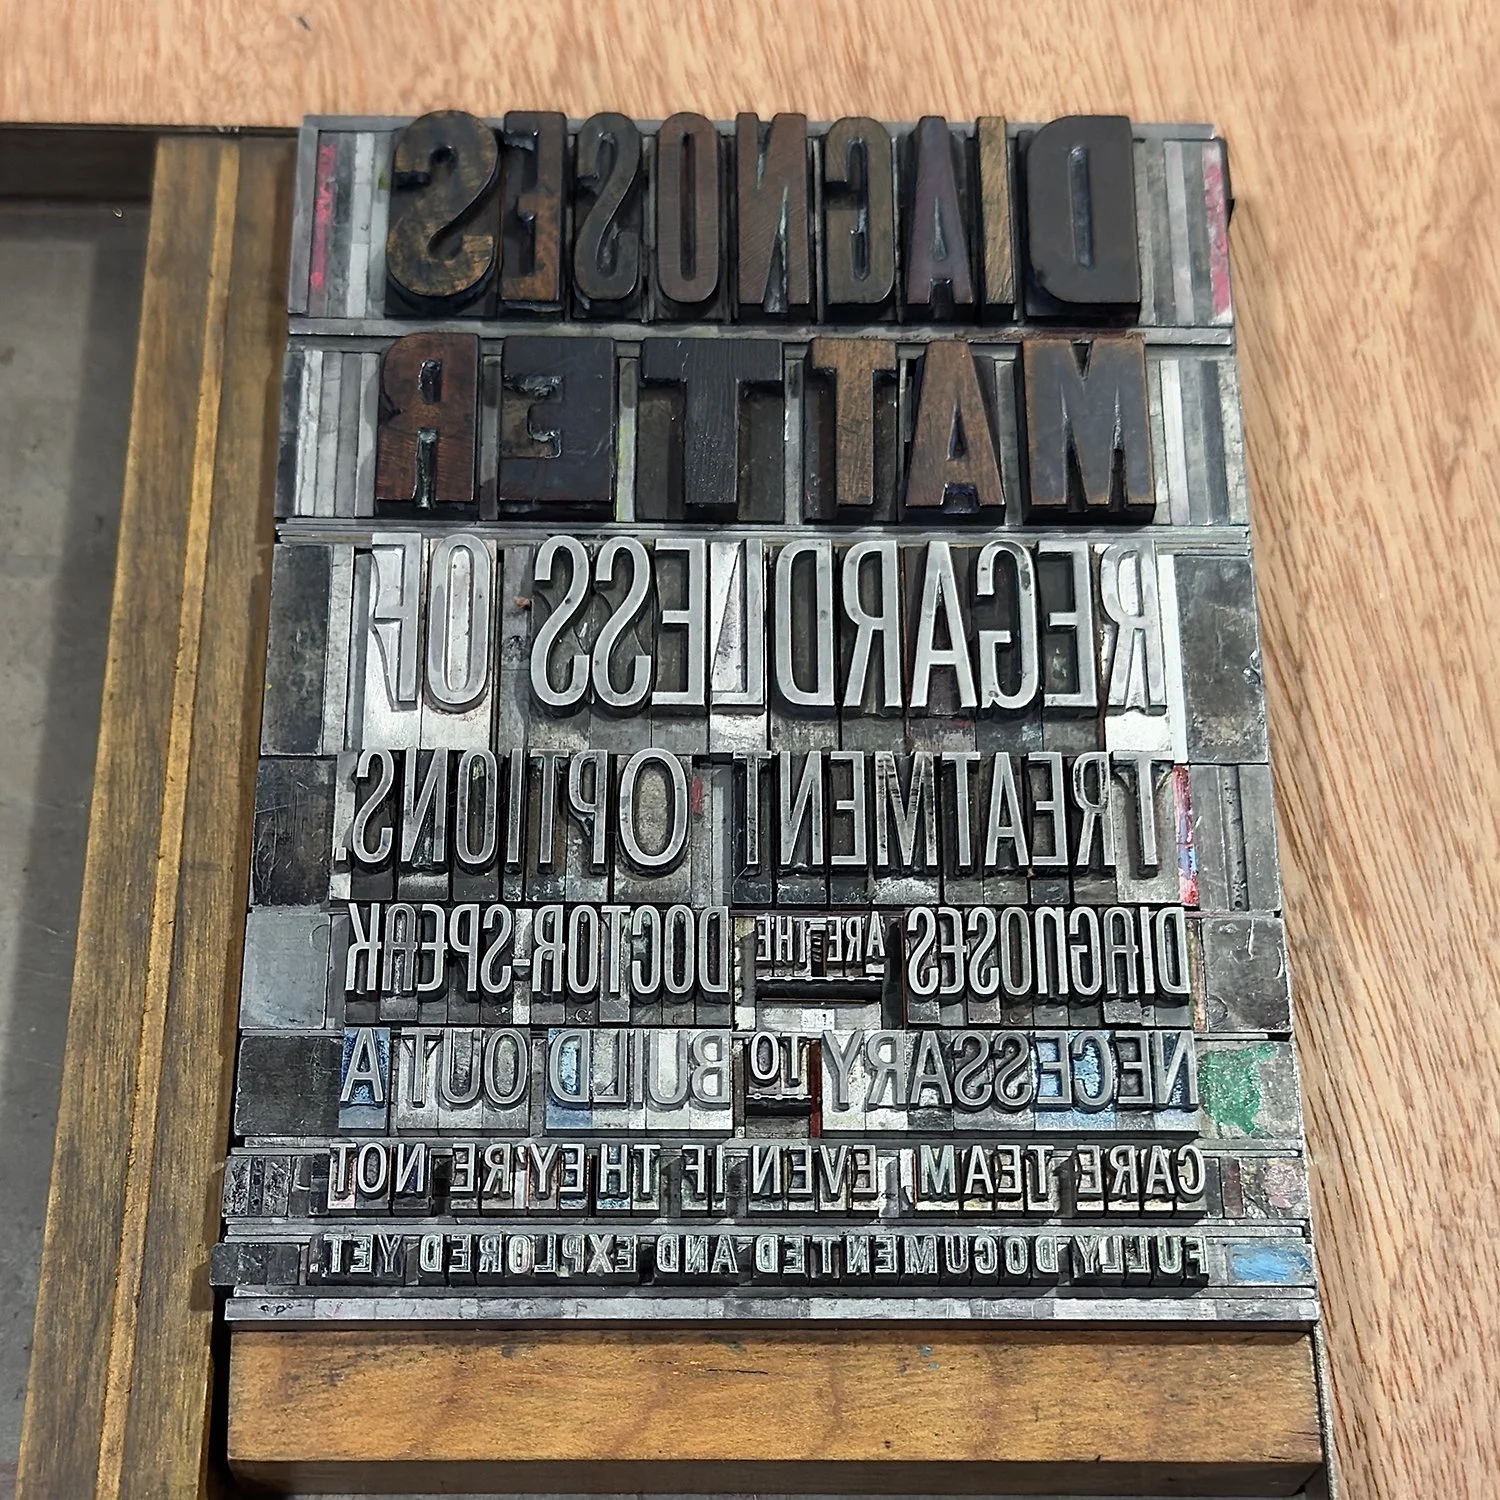 DIAGNOSES
MATTER
REGARDLESS OF
TREATMENT OPTIONS.
DIAGNOSES ARE THE DOCTOR-SPEAK
NECESSARY TO BUILD OUT A
CARE TEAM, EVEN IF THEY'RE NOT
FULLY DOCUMENTED AND EXPLORED YET